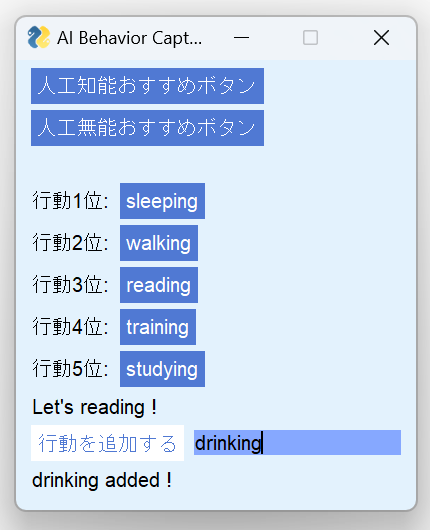 AI Behavior Capt...
人工知能おすすめボタン
人工無能おすすめボタン
行動1位: sleeping
行動2位: walking
行動3位: reading
行動4位: training
行動5位: studying
Let's reading !
行動を追加する drinking
drinking added !